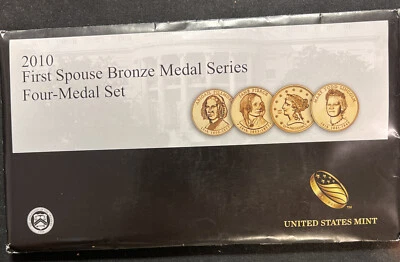 2010
First Spouse Bronze Medal Series
Four-Medal Set
UNITED STATES MINT